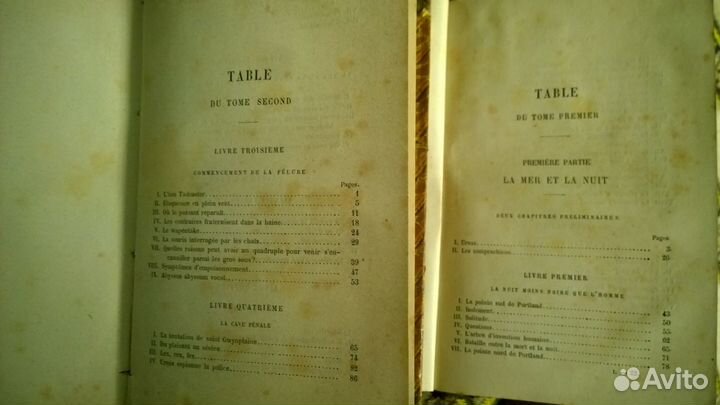 TABLE
DU TOME SECOND
LIVRE TROISIÈME
COMMENCEMENT DE LA FÊLURE
Pages.
I. L'inn Tadcaster. 1
II. Éloquence en plein vent. 5
III. Où le passant reparaît. 11
IV. Les contraires fraternisent dans la haine. 18
V. Le wapentake. 24
VI. La souris interrogée par les chats. 29
VII. Quelles raisons peut avoir un quadruple pour venir s'en-
canailler parmi les gros sous?. 39
VIII. Symptômes d'empoisonnement. 47
IX. Abyssus abyssum vocat. 53
LIVRE QUATRIÈME
LA CAVE PÉNALE
I. La tentation de saint Gwynplaine. 65
II. Du plaisant au sévère. 74
III. Lex, rex, fex. 82
IV. Ursus espionne la police. 86
TABLE
DU TOME PREMIER
PREMIÈRE PARTIE
LA MER ET LA NUIT
DEUX CHAPITRES PRÉLIMINAIRES
Pages
I. Ursus. 3
II. Les comprachicos. 26
LIVRE PREMIER
LA NUIT MOINS NOIRE QUE L'HOMME
I. La pointe sud de Portland. 43
II. Isolement. 50
III. Solitude. 55
IV. Questions. 62
V. L'arbre d'invention humaine. 65
VI. Bataille entre la mort et la nuit. 71
VII. La pointe nord de Portland. 78
Avito